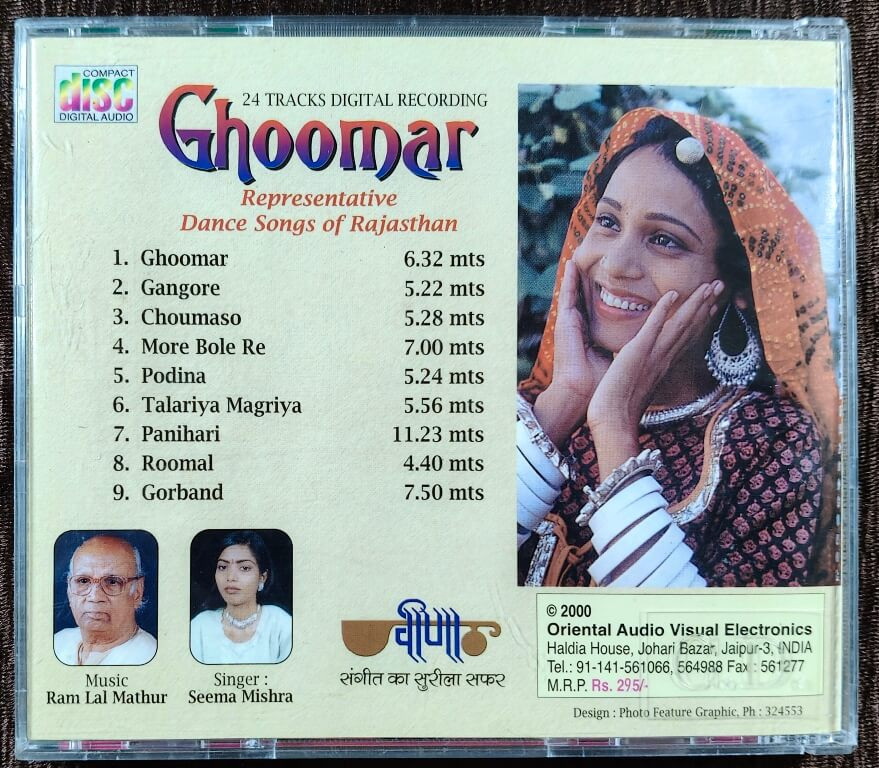 COMPACT
disc
DIGITAL AUDIO
24 TRACKS DIGITAL RECORDING
Ghoomar
Representative
Dance Songs of Rajasthan
1. Ghoomar 6.32 mts
2. Gangore 5.22 mts
3. Choumaso 5.28 mts
4. More Bole Re 7.00 mts
5. Podina 5.24 mts
6. Talariya Magriya 5.56 mts
7. Panihari 11.23 mts
8. Roomal 4.40 mts
9. Gorband 7.50 mts
Music
Ram Lal Mathur
Singer :
Seema Mishra
वीणा
संगीत का सुरीला सफर
© 2000
Oriental Audio Visual Electronics
Haldia House, Johari Bazar, Jaipur-3, INDIA
Tel.: 91-141-561066, 564988 Fax : 561277
M.R.P. Rs. 295/-
Design : Photo Feature Graphic, Ph : 324553